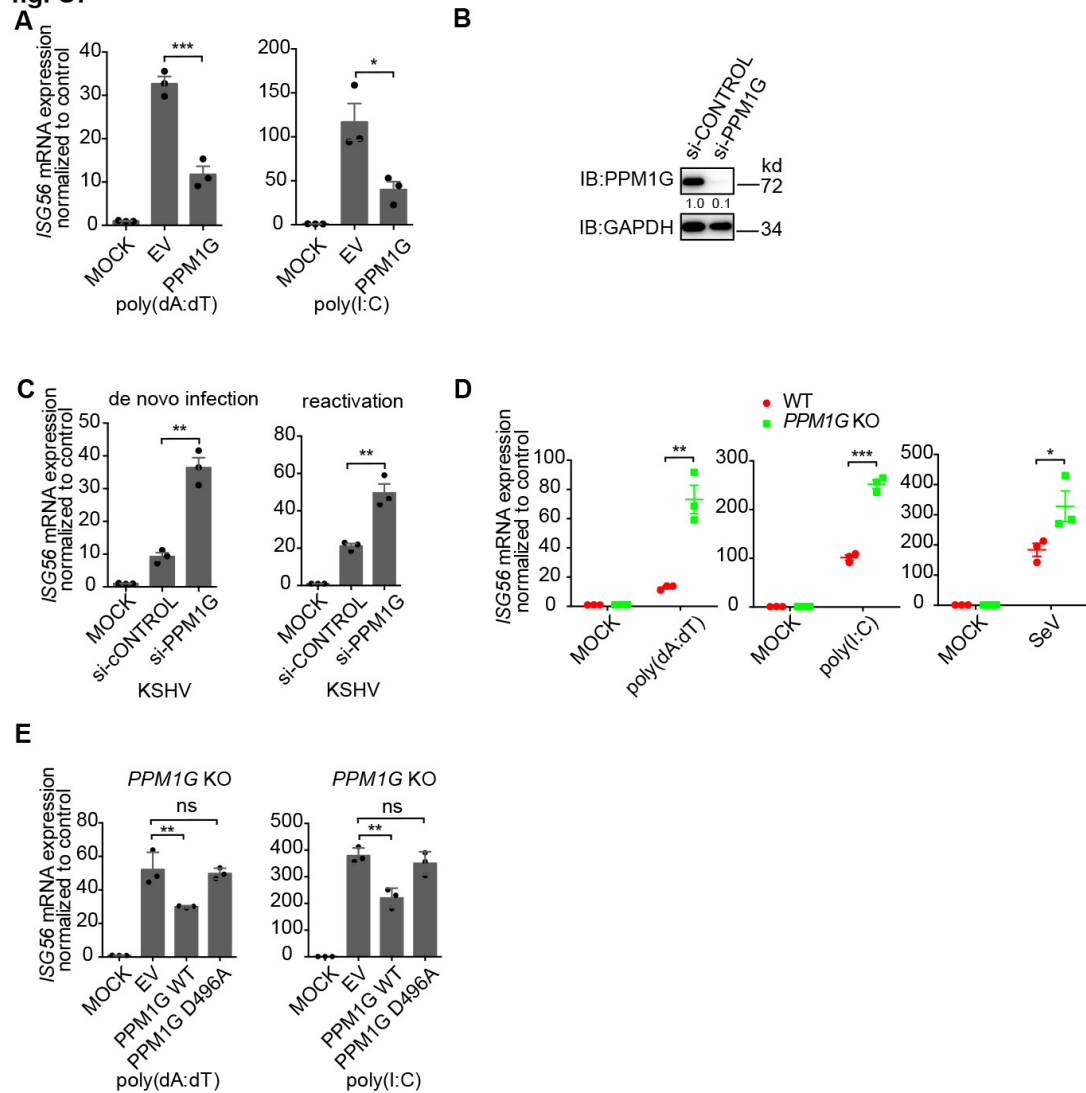 A
ISG56 mRNA expression
normalized to control
40
30
20
10
0
***
MOCK
EV
PPM1G
poly(dA:dT)
200
150
100
50
0
*
MOCK
EV
PPM1G
poly(I:C)
B
si-CONTROL
si-PPM1G
kd
IB:PPM1G
72
1.0 0.1
IB:GAPDH
34
C
de novo infection
ISG56 mRNA expression
normalized to control
50
40
30
20
10
0
**
MOCK
si-cONTROL
si-PPM1G
KSHV
reactivation
80
60
40
20
0
**
MOCK
si-CONTROL
si-PPM1G
KSHV
D
WT
PPM1G KO
ISG56 mRNA expression
normalized to control
100
80
60
40
20
0
**
MOCK
poly(dA:dT)
300
200
100
0
***
MOCK
poly(I:C)
500
400
300
200
100
0
*
MOCK
SeV
E
PPM1G KO
ISG56 mRNA expression
normalized to control
80
60
40
20
0
ns
**
MOCK
EV
PPM1G WT
PPM1G D496A
poly(dA:dT)
PPM1G KO
500
400
300
200
100
0
ns
**
MOCK
EV
PPM1G WT
PPM1G D496A
poly(I:C)